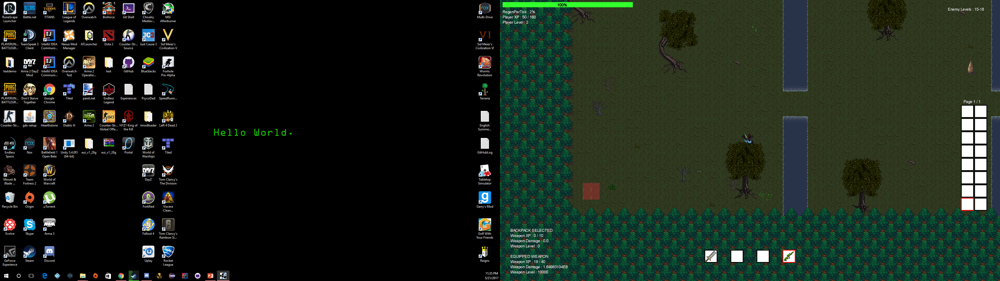 RuneScape Launcher
Battle.net
TITANS
League of Legends
Overwatch
Broforce
Git Shell
Chivalry Mediev...
MSI Afterburner
PLAYERUN... BATTLEGR...
TeamSpeak 3 Client
IntelliJ IDEA Communi...
Nexus Mod Manager
ATLauncher
Dota 2
Counter-Str... Source
Just Cause 3
Sid Meier's Civilization V
textdemo
Arma 2 DayZ Mod
IntelliJ IDEA Communi...
Overwatch Test
Arma 2 Operatio...
test
GitHub
BlueStacks
Foxhole Pre-Alpha
PLAYERUN... BATTLEGR...
Don't Starve Together
Google Chrome
Tiled
paint.net
Endless Legend
Experiences
PsycoDad
SpeedRunn...
Counter-Str...
gdx-setup
Hearthstone
Diablo III
Arma 2
Counter-Str... Global Offe...
H1Z1 King of the Kill
tmodloader
Left 4 Dead 2
Endless Space
Nox
Battlefield 1 Open Beta
Unity 5.4.0f3 (64-bit)
eui_v1_28g
eui_v1_28g
Portal
World of Warships
Tiled
Mount & Blade ...
Team Fortress 2
World of Warcraft
DayZ
Tom Clancy's The Division
Recycle Bin
Origin
µTorrent
Fortified
Viscera Clean...
Evolve
Skype
Arma 3
Fallout 4
Tom Clancy's Rainbow Si...
GeForce Experience
Steam
Discord
Uplay
Rocket League
Hello World.
Multi-Drive
Sid Meier's Civilization VI
Worms Revolution
Terraria
English Summe...
GitHubLog
Tabletop Simulator
Garry's Mod
Golf With Your Friends
Reigns
11:35 PM
5/21/2017
100%
RegenPerTick : 2%
Player XP : 50 / 160
Player Level : 2
Enemy Levels : 15-18
Page 1 / 1
BACKPACK SELECTED
Weapon XP : 0 / 10
Weapon Damage : 0.0
Weapon Level : 0
EQUIPPED WEAPON
Weapon XP : 19 / 40
Weapon Damage : 1.64983104E8
Weapon Level : 10000